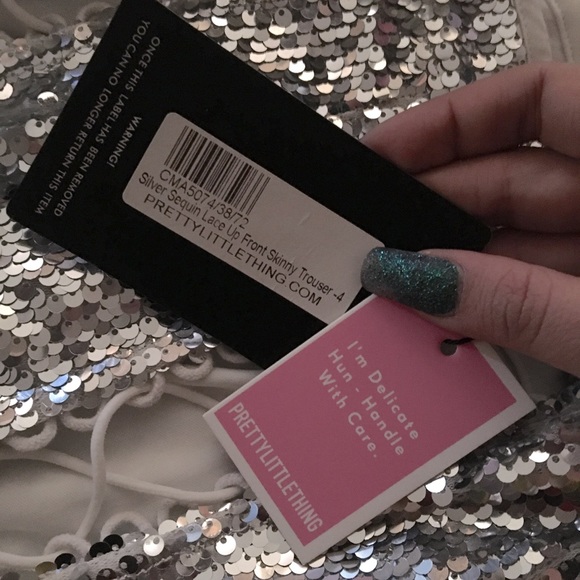 WARNING!
ONCE THIS LABEL HAS BEEN REMOVED
YOU CAN NO LONGER RETURN THIS ITEM
CMA5074/38/72
Silver Sequin Lace Up Front Skinny Trouser -4
PRETTYLITTLETHING.COM
I'm Delicate
Hun - Handle
With Care.
PRETTYLITTLETHING